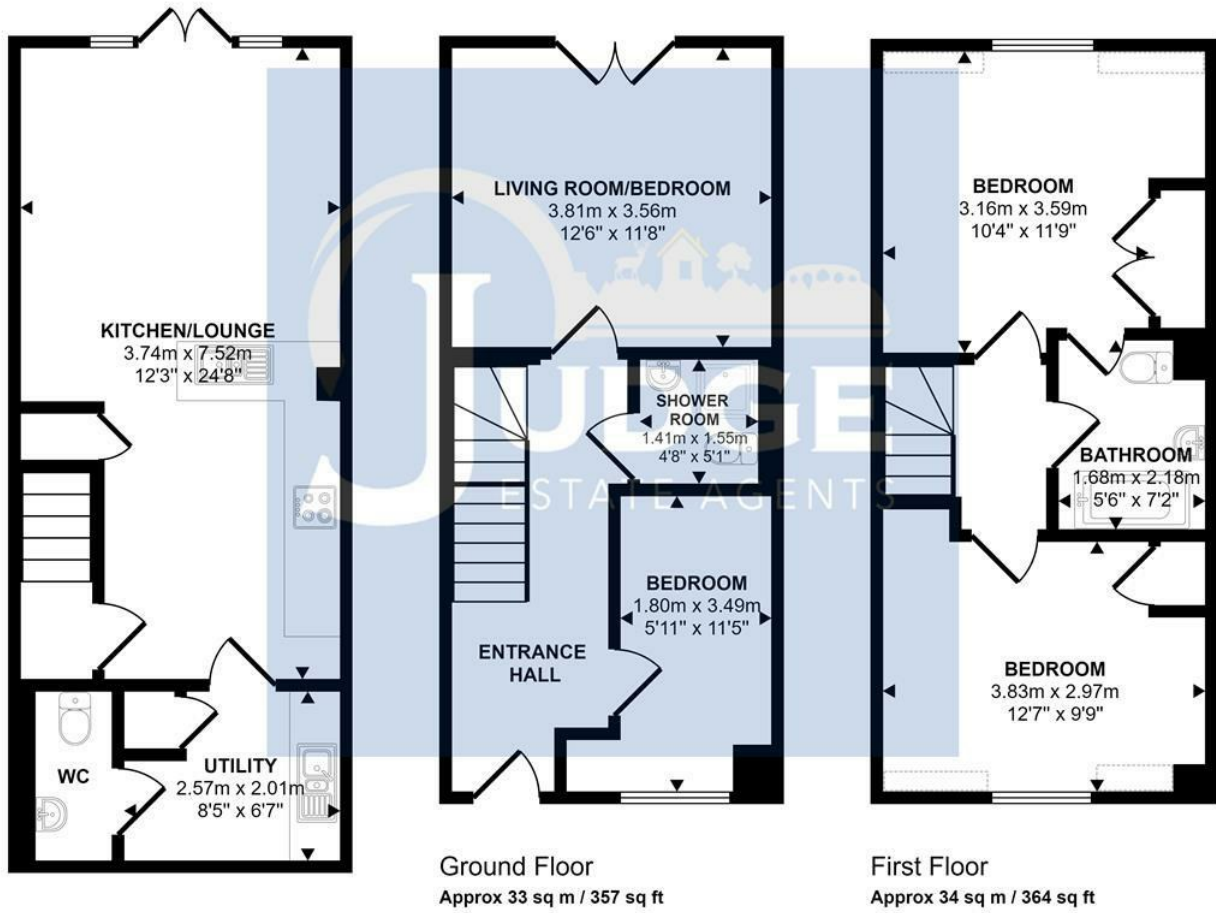 KITCHEN/LOUNGE
3.74m x 7.52m
12'3" x 24'8"
WC
UTILITY
2.57m x 2.01m
8'5" x 6'7"
LIVING ROOM/BEDROOM
3.81m x 3.56m
12'6" x 11'8"
SHOWER
ROOM
1.41m x 1.55m
4'8" x 5'1"
BEDROOM
1.80m x 3.49m
5'11" x 11'5"
ENTRANCE
HALL
Ground Floor
Approx 33 sq m / 357 sq ft
BEDROOM
3.16m x 3.59m
10'4" x 11'9"
BATHROOM
1.68m x 2.18m
5'6" x 7'2"
BEDROOM
3.83m x 2.97m
12'7" x 9'9"
First Floor
Approx 34 sq m / 364 sq ft
JUDGE
ESTATE AGENTS